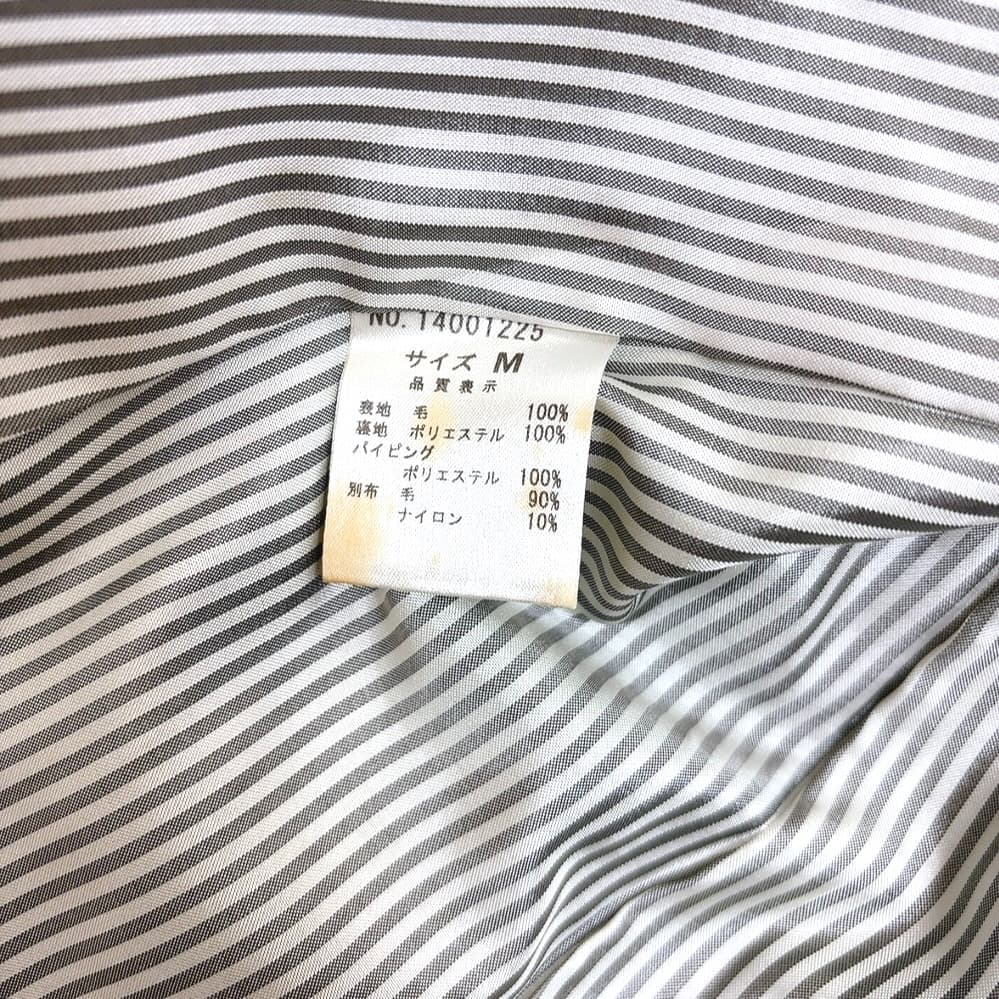 NO. 14001225
サイズ M
品質表示
表地 毛 100%
裏地 ポリエステル 100%
パイピング
ポリエステル 100%
別布 毛 90%
ナイロン 10%